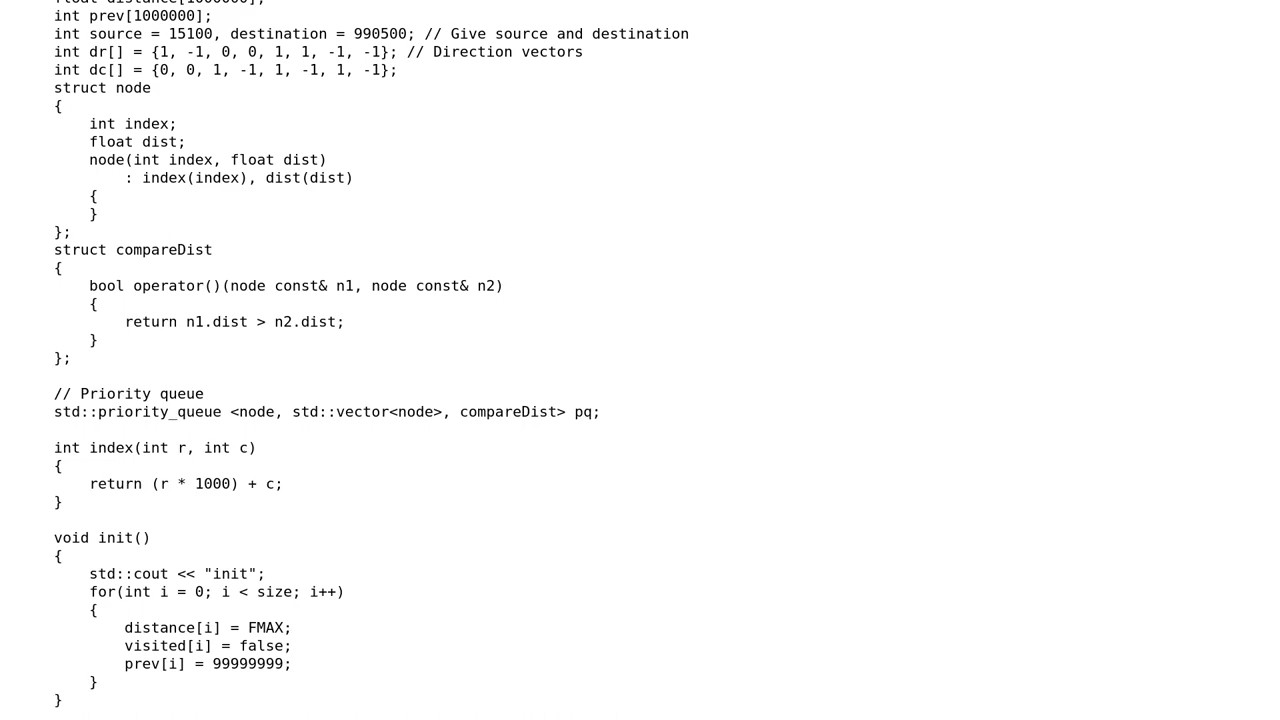 float distance[1000000];
int prev[1000000];
int source = 15100, destination = 990500; // Give source and destination
int dr[] = {1, -1, 0, 0, 1, 1, -1, -1}; // Direction vectors
int dc[] = {0, 0, 1, -1, 1, -1, 1, -1};
struct node
{
    int index;
    float dist;
    node(int index, float dist)
        : index(index), dist(dist)
    {
    }
};
struct compareDist
{
    bool operator()(node const& n1, node const& n2)
    {
        return n1.dist > n2.dist;
    }
};

// Priority queue
std::priority_queue <node, std::vector<node>, compareDist> pq;

int index(int r, int c)
{
    return (r * 1000) + c;
}

void init()
{
    std::cout << "init";
    for(int i = 0; i < size; i++)
    {
        distance[i] = FMAX;
        visited[i] = false;
        prev[i] = 99999999;
    }
}